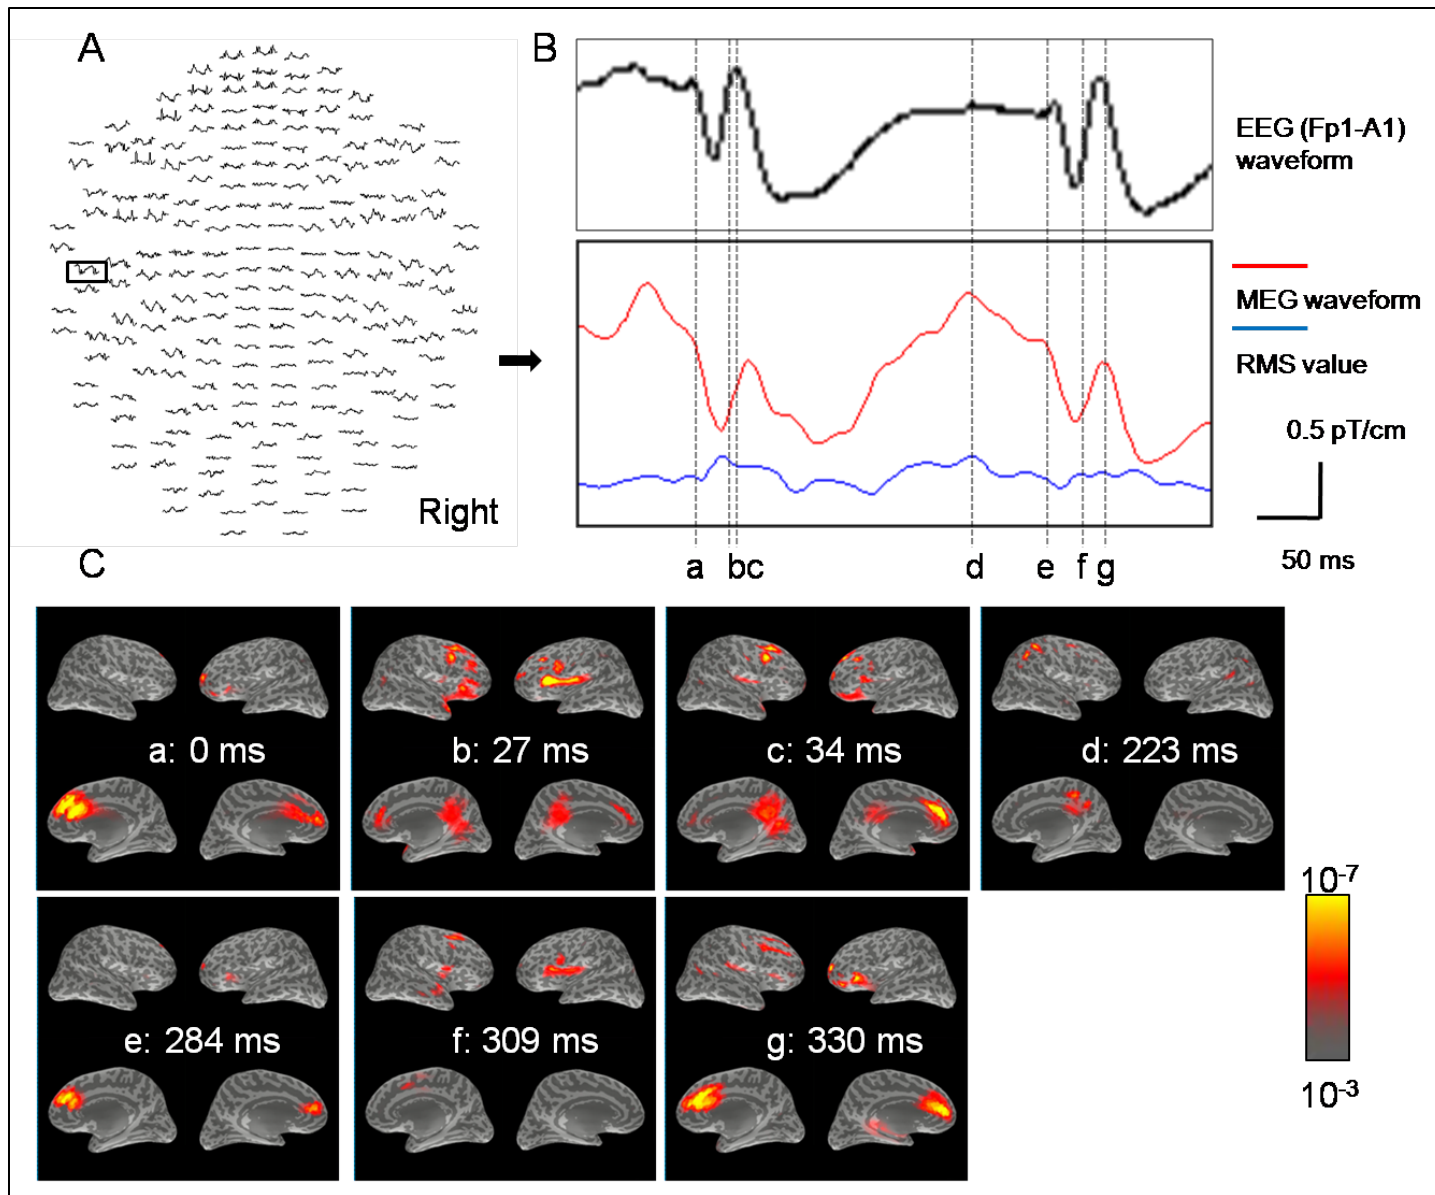 A
B
EEG (Fp1-A1)
waveform
MEG waveform
RMS value
0.5 pT/cm
50 ms
Right
a bc d e f g
C
a: 0 ms
b: 27 ms
c: 34 ms
d: 223 ms
e: 284 ms
f: 309 ms
g: 330 ms
10-7
10-3